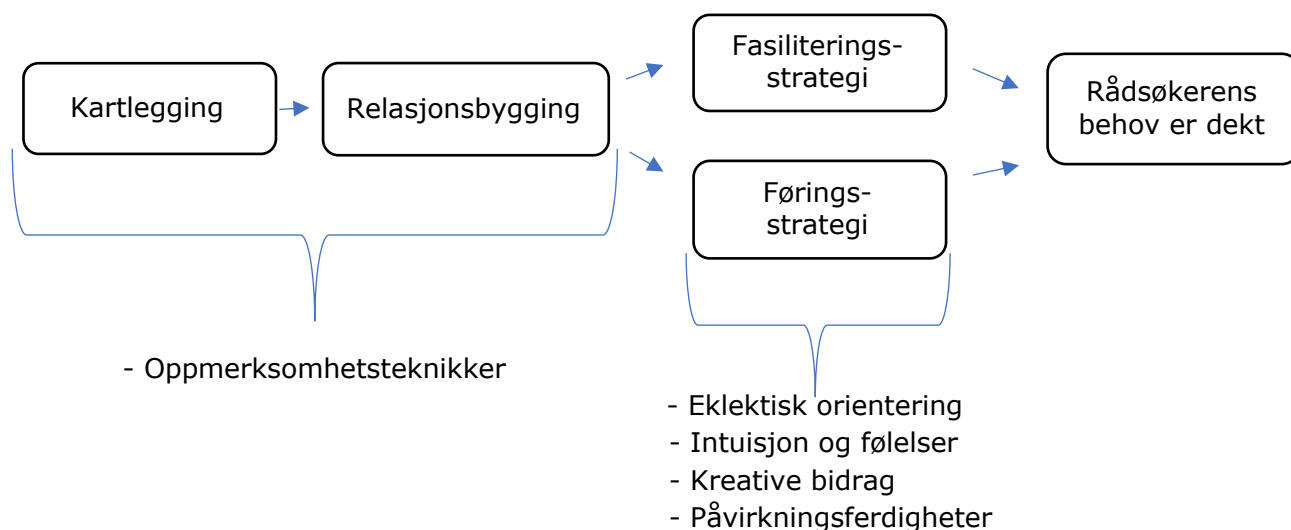 Kartlegging
Relasjonsbygging
Fasiliterings-
strategi
Førings-
strategi
Rådsøkerens
behov er dekt
- Oppmerksomhetsteknikker
- Eklektisk orientering
- Intuisjon og følelser
- Kreative bidrag
- Påvirkningsferdigheter